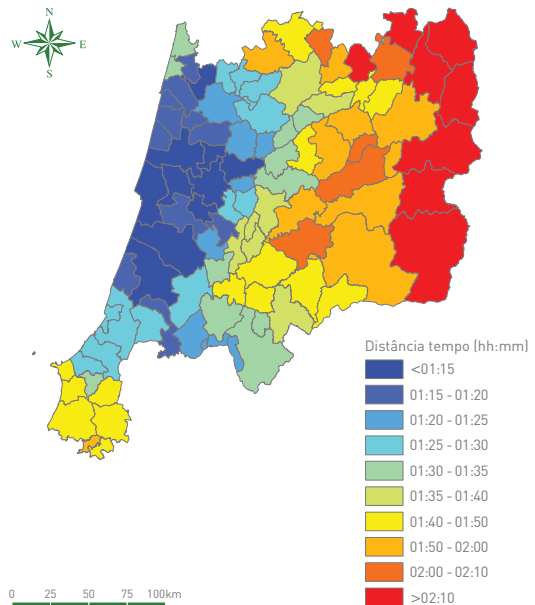 N
W E
S
Distância tempo (hh:mm)
<01:15
01:15 - 01:20
01:20 - 01:25
01:25 - 01:30
01:30 - 01:35
01:35 - 01:40
01:40 - 01:50
01:50 - 02:00
02:00 - 02:10
>02:10
0 25 50 75 100km